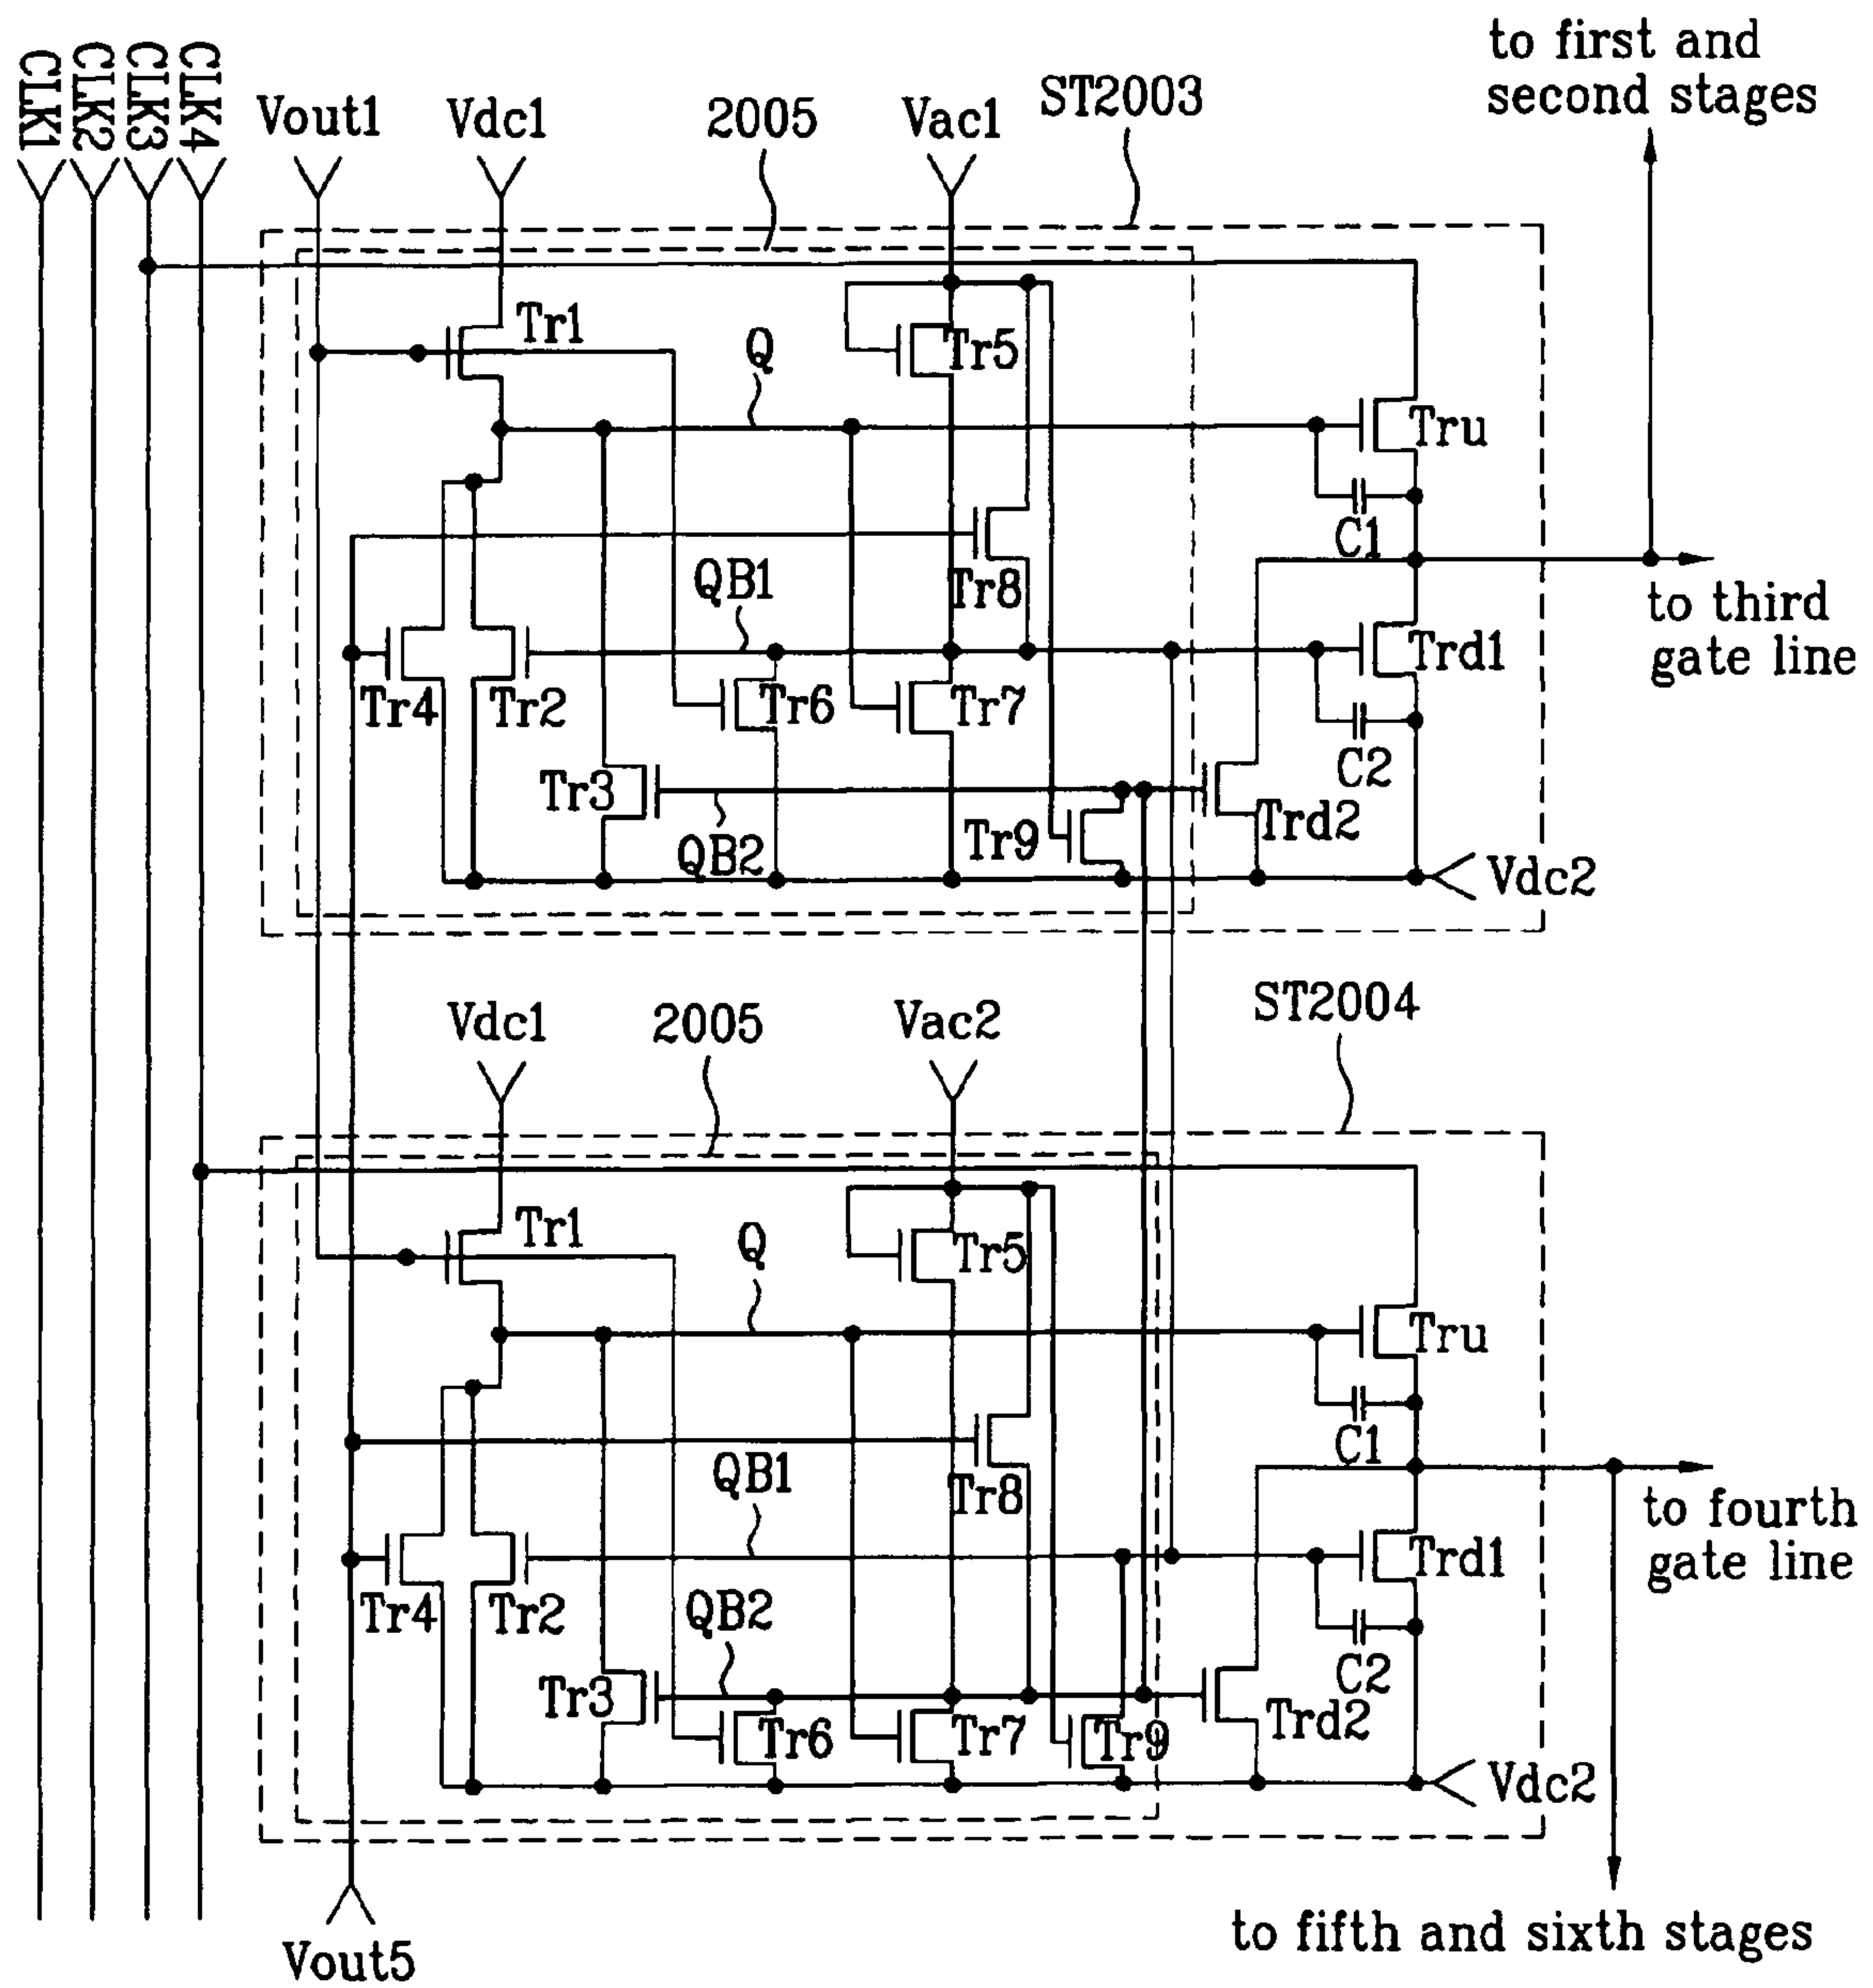 CLK1
CLK2
CLK3
CLK4
Vout1
Vdc1
2005
Vac1
ST2003
to first and
second stages
Tr1
Q
Tr5
Tru
C1
QB1
Tr8
to third
gate line
Trd1
Tr4
Tr2
Tr6
Tr7
C2
Tr3
QB2
Tr9
Trd2
Vdc2
Vdc1
2005
Vac2
ST2004
Tr1
Q
Tr5
Tru
C1
QB1
Tr8
to fourth
gate line
Trd1
Tr4
Tr2
QB2
C2
Tr3
Tr6
Tr7
Tr9
Trd2
Vdc2
to fifth and sixth stages
Vout5